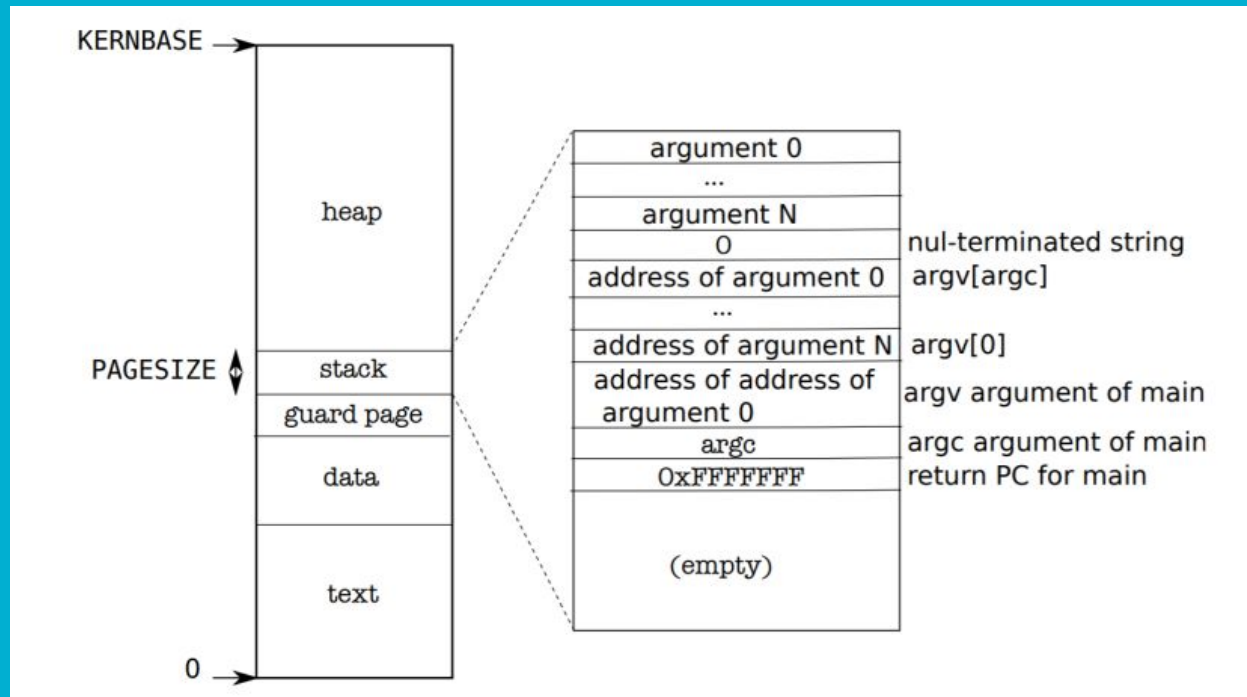 KERNBASE
heap
PAGESIZE
stack
guard page
data
text
0
argument 0
...
argument N
0
nul-terminated string
address of argument 0
argv[argc]
...
address of argument N
argv[0]
address of address of
argument 0
argv argument of main
argc
argc argument of main
0xFFFFFFF
return PC for main
(empty)